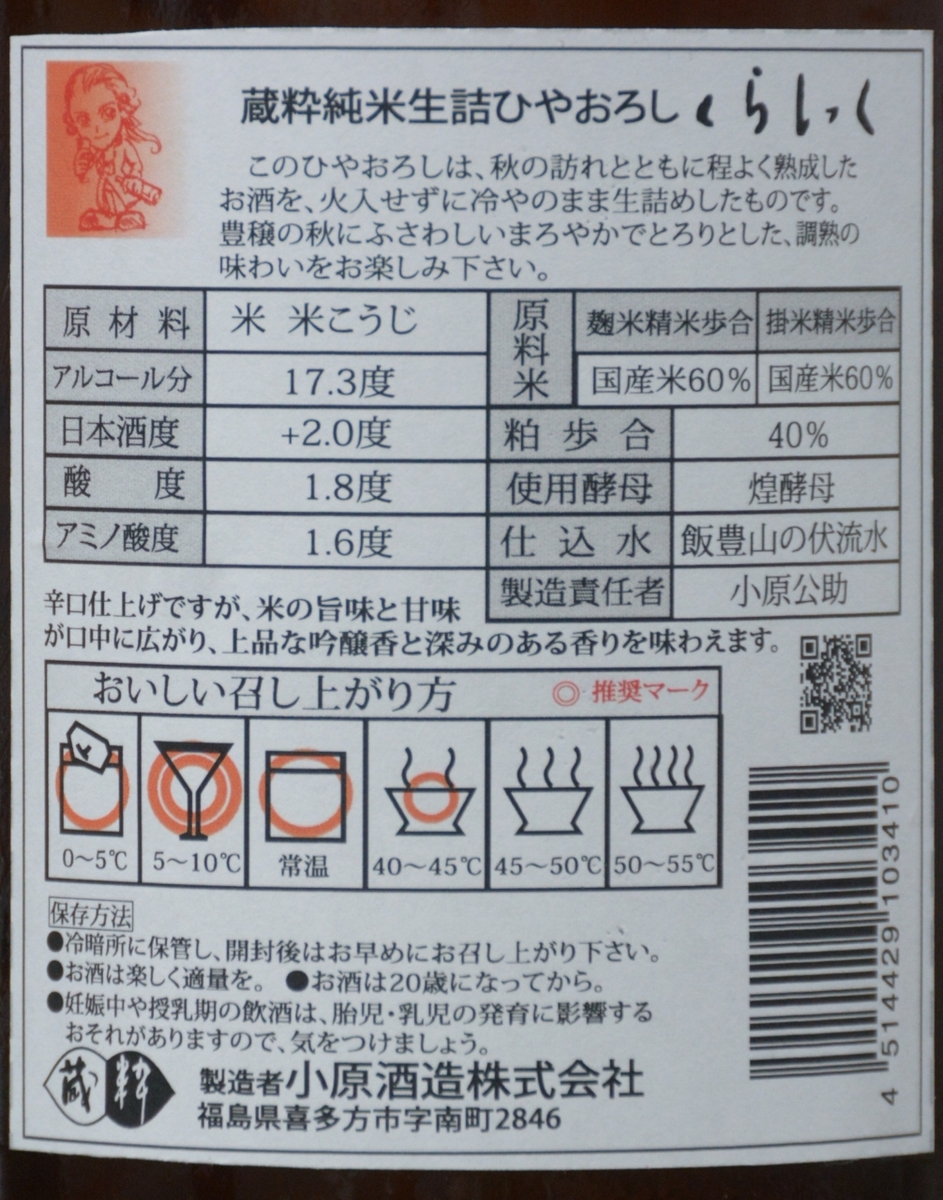 蔵粋純米生詰ひやおろし くらしっく
このひやおろしは、秋の訪れとともに程よく熟成した
お酒を、火入せずに冷やのまま生詰めしたものです。
豊穣の秋にふさわしいまろやかでとろりとした、調熟の
味わいをお楽しみ下さい。
原材料 米 米こうじ
アルコール分 17.3度
日本酒度 +2.0度
酸度 1.8度
アミノ酸度 1.6度
原料米 麹米精米歩合 掛米精米歩合
国産米60% 国産米60%
粕歩合 40%
使用酵母 煌酵母
仕込水 飯豊山の伏流水
製造責任者 小原公助
辛口仕上げですが、米の旨味と甘味
が口中に広がり、上品な吟醸香と深みのある香りを味わえます。
おいしい召し上がり方 ◎推奨マーク
0〜5℃ 5〜10℃ 常温 40〜45℃ 45〜50℃ 50〜55℃
保存方法
●冷暗所に保管し、開封後はお早めにお召し上がり下さい。
●お酒は楽しく適量を。 ●お酒は20歳になってから。
●妊娠中や授乳期の飲酒は、胎児・乳児の発育に影響する
おそれがありますので、気をつけましょう。
蔵粋
製造者小原酒造株式会社
福島県喜多方市字南町2846
4 514429 103410